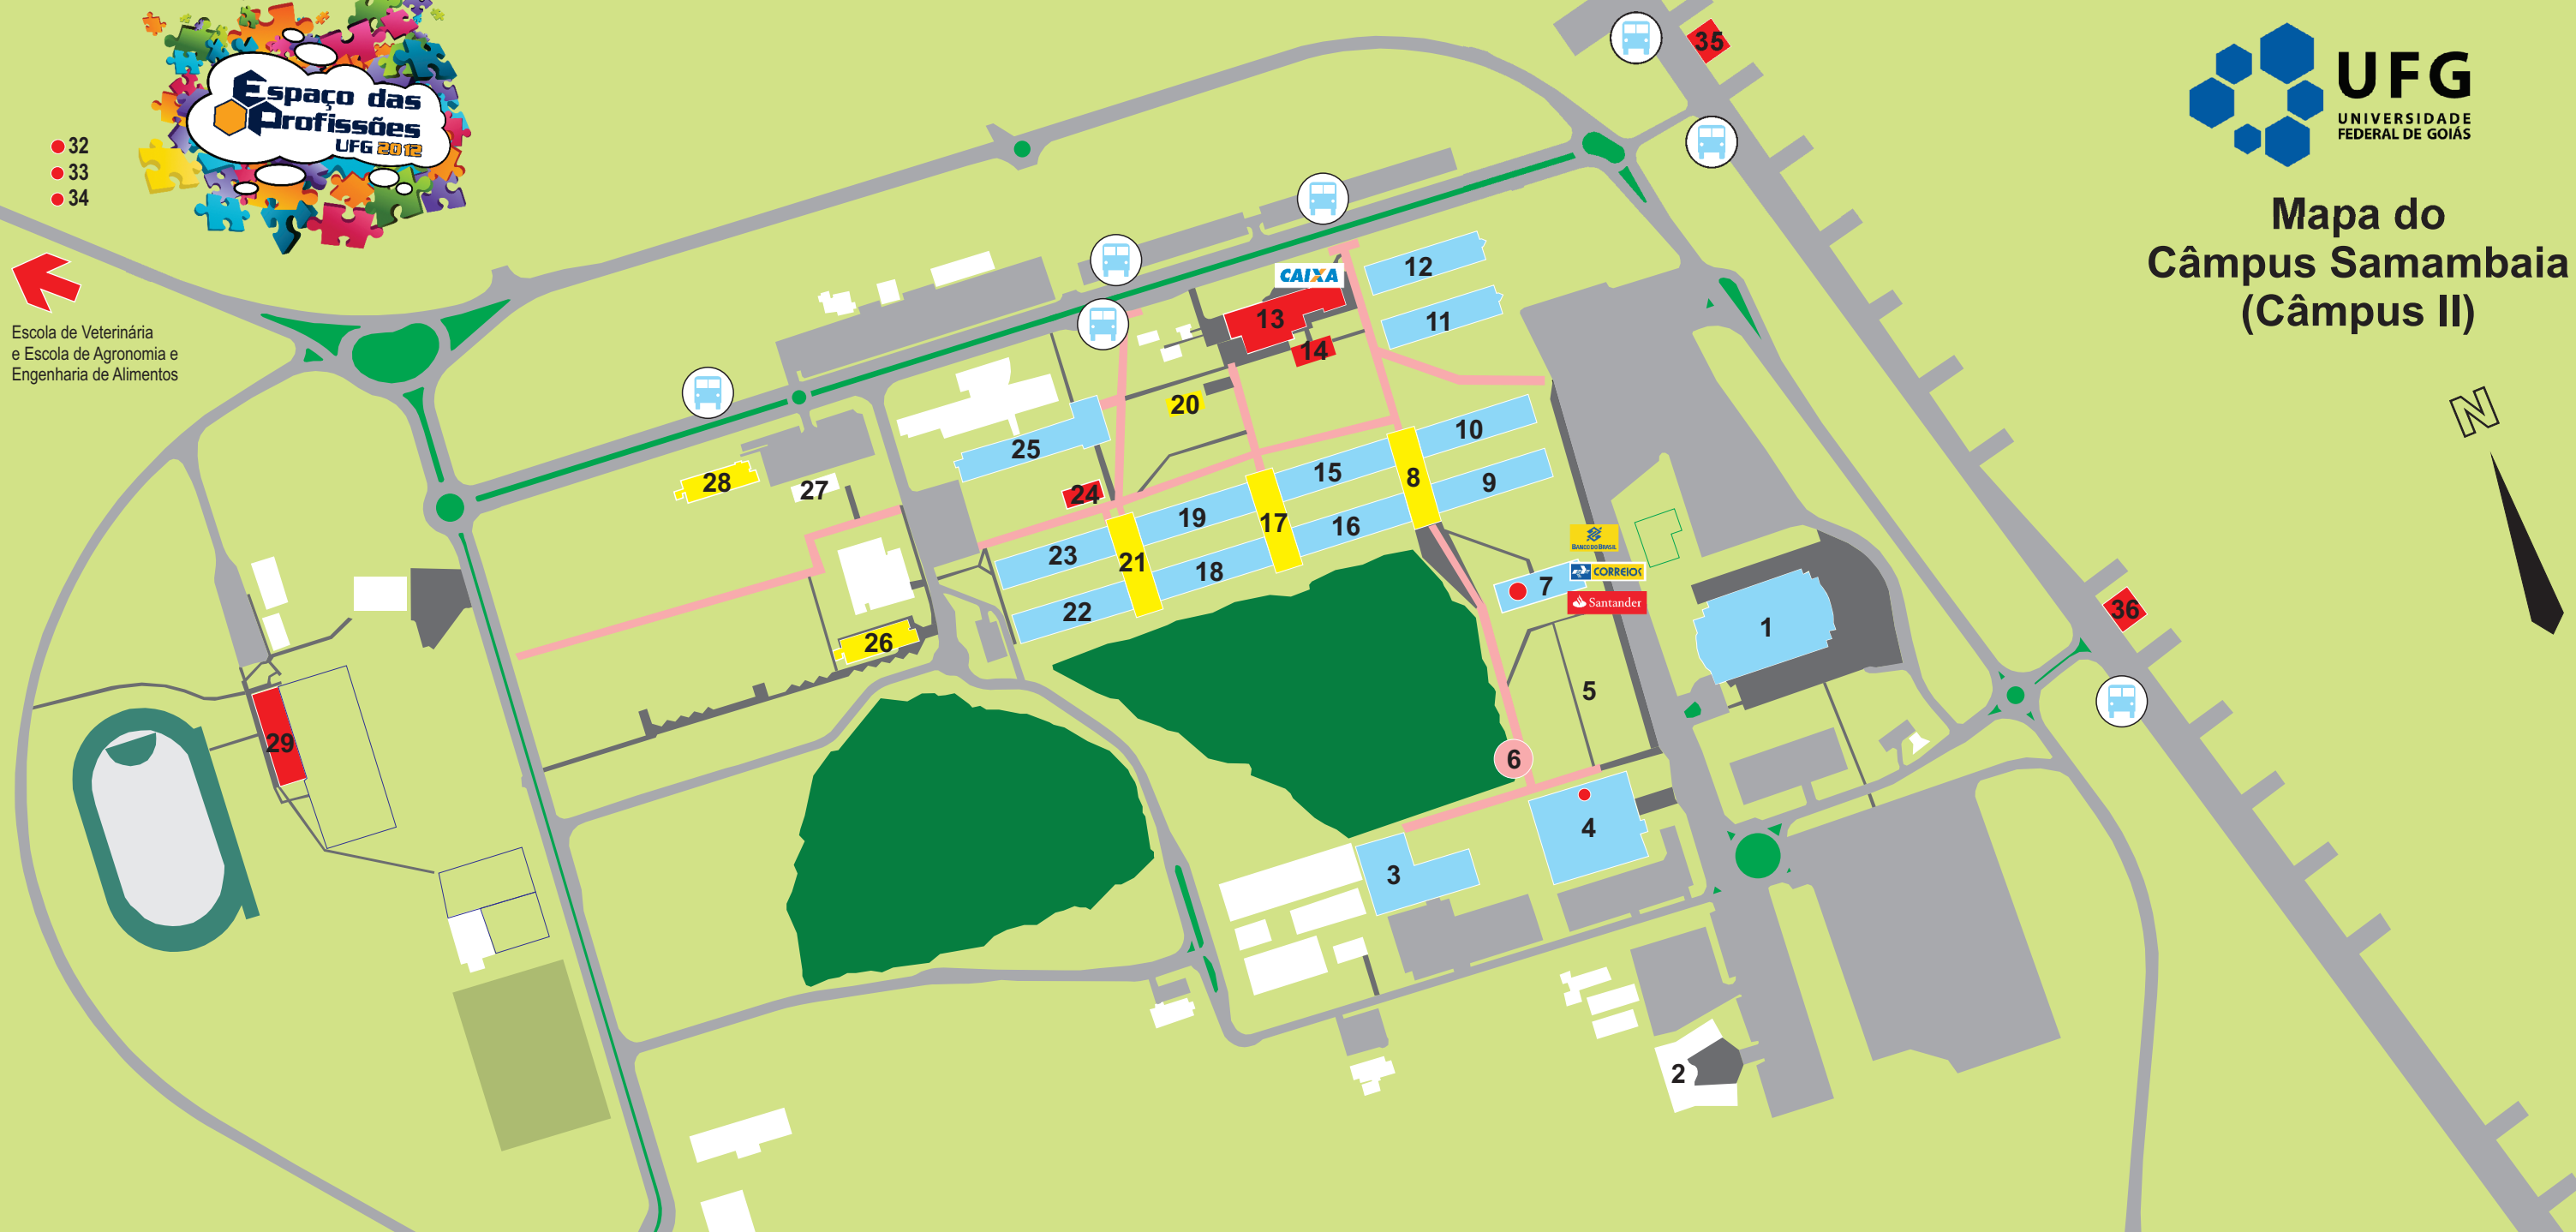 Espaço das
Profissões
UFG 2012
32
33
34
Escola de Veterinária
e Escola de Agronomia e
Engenharia de Alimentos
UFG
UNIVERSIDADE
FEDERAL DE GOIÁS
Mapa do
Câmpus Samambaia
(Câmpus II)
N
35
36
CAIXA
12
11
13
14
20
10
9
15
8
16
19
17
18
25
24
23
21
22
28
27
26
29
BANCO DO BRASIL
CORREIOS
Santander
7
1
5
6
4
3
2